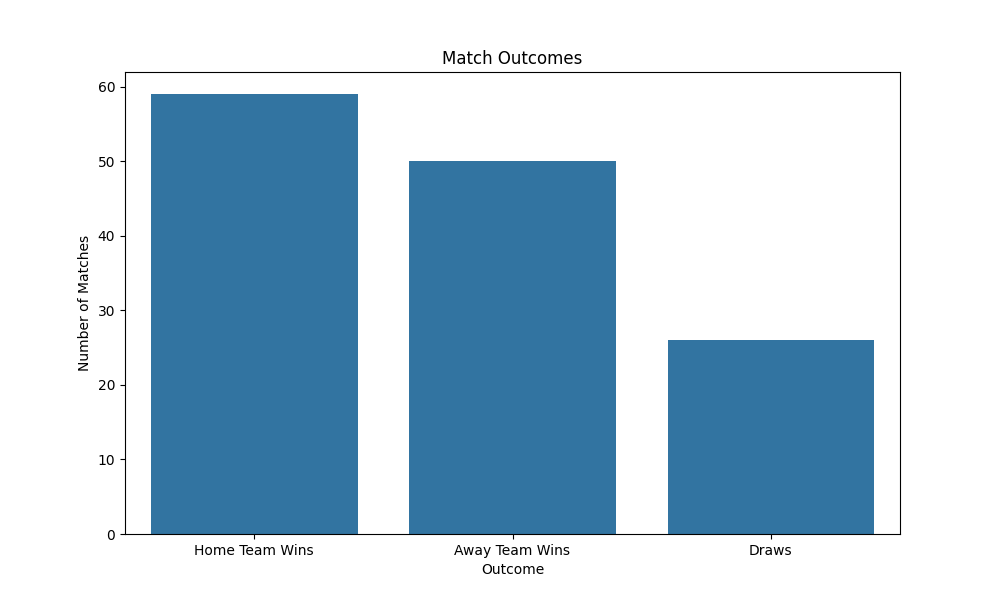 Match Outcomes
Number of Matches
60
50
40
30
20
10
0
Home Team Wins
Away Team Wins
Draws
Outcome